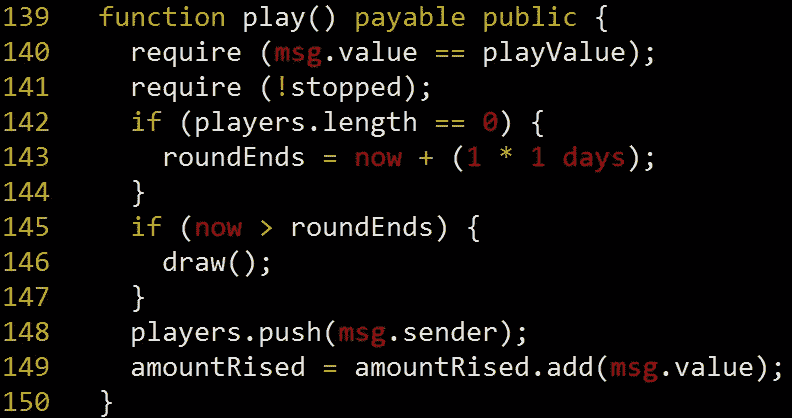 139   function play() payable public {
140     require (msg.value == playValue);
141     require (!stopped);
142     if (players.length == 0) {
143       roundEnds = now + (1 * 1 days);
144     }
145     if (now > roundEnds) {
146       draw();
147     }
148     players.push(msg.sender);
149     amountRised = amountRised.add(msg.value);
150   }